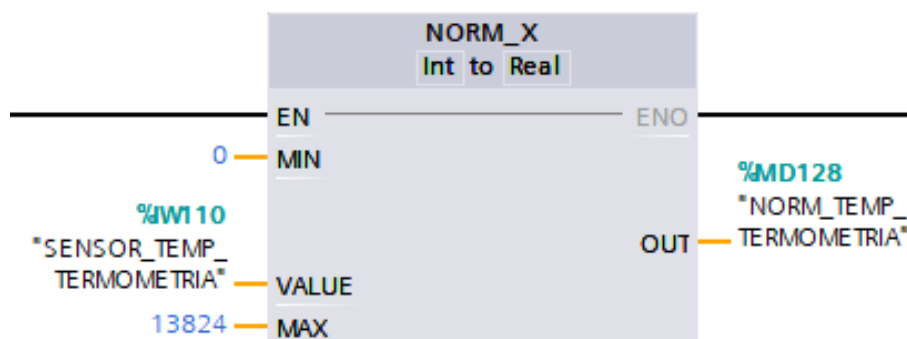 NORM_X
Int to Real
EN
ENO
0
MIN
%IW110
"SENSOR_TEMP_
TERMOMETRIA"
VALUE
13824
MAX
%MD128
"NORM_TEMP_
TERMOMETRIA"
OUT